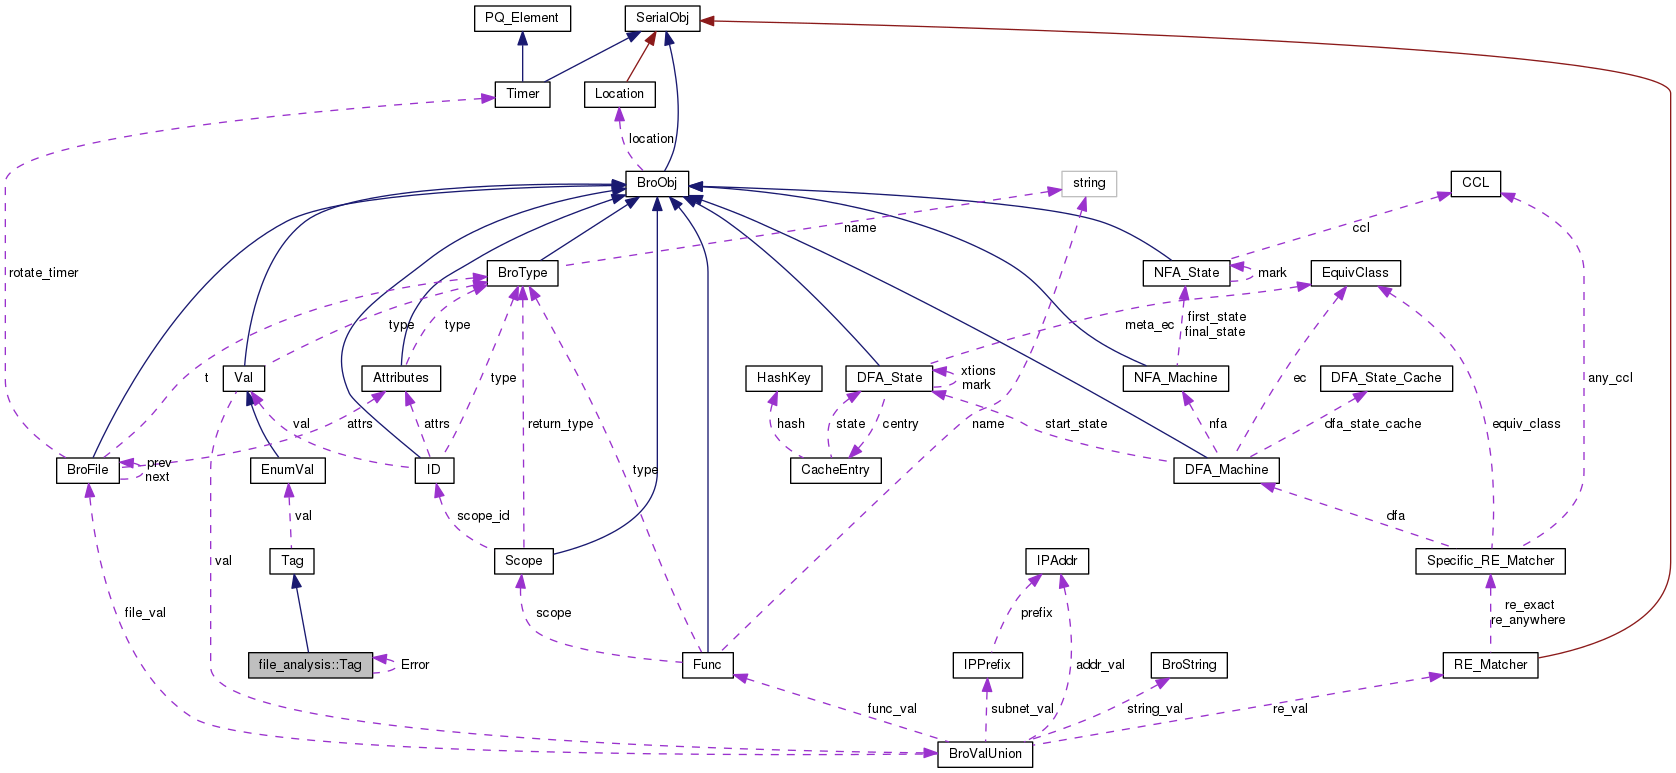 PQ_Element
SerialObj
Timer
Location
location
BroObj
string
CCL
name
ccl
rotate_timer
BroType
NFA_State
mark
EquivClass
type
type
meta_ec
first_state
final_state
t
Val
Attributes
type
HashKey
DFA_State
xtions
mark
NFA_Machine
ec
DFA_State_Cache
any_ccl
val
attrs
attrs
return_type
hash
state
centry
name
start_state
nfa
dfa_state_cache
equiv_class
BroFile
prev
next
EnumVal
ID
type
CacheEntry
DFA_Machine
val
scope_id
dfa
Tag
Scope
IPAddr
Specific_RE_Matcher
val
file_val
scope
prefix
re_exact
re_anywhere
file_analysis::Tag
Error
Func
IPPrefix
addr_val
BroString
RE_Matcher
func_val
subnet_val
string_val
re_val
BroValUnion